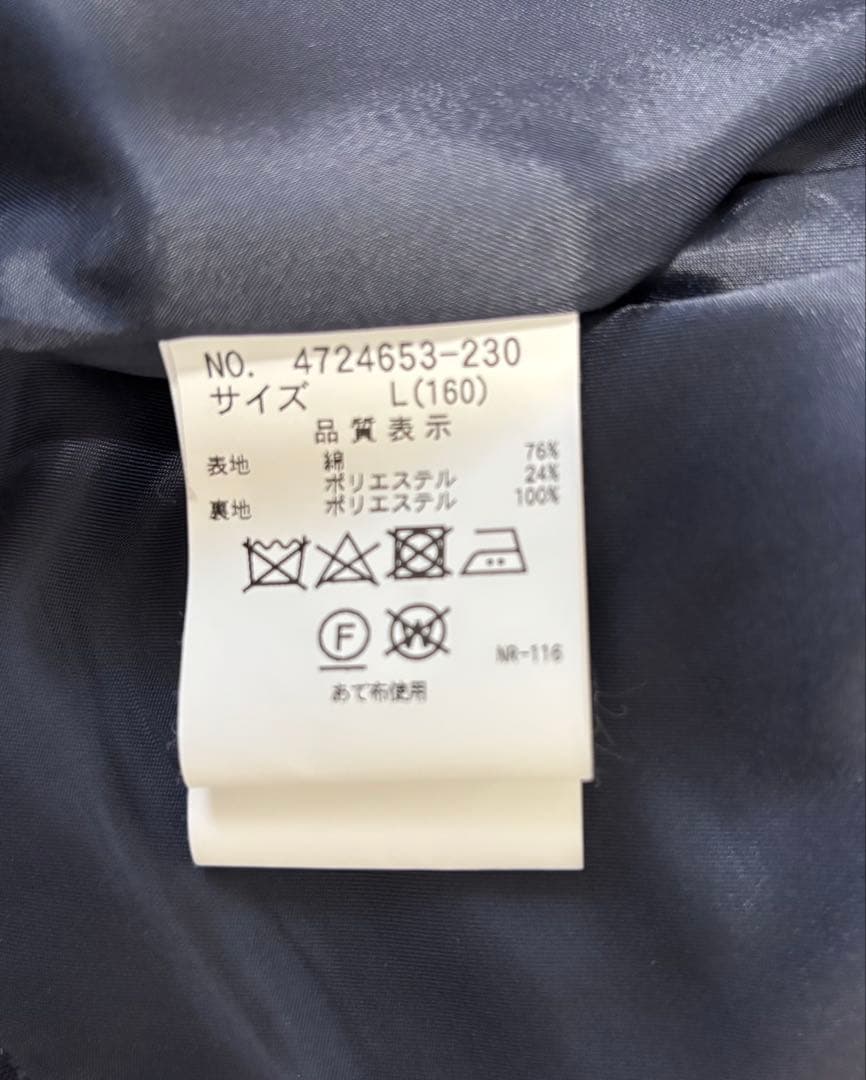 NO. 4724653-230
サイズ L(160)
品質表示
表地 綿 76%
ポリエステル 24%
裏地 ポリエステル 100%
F W
NR-116
あて布使用